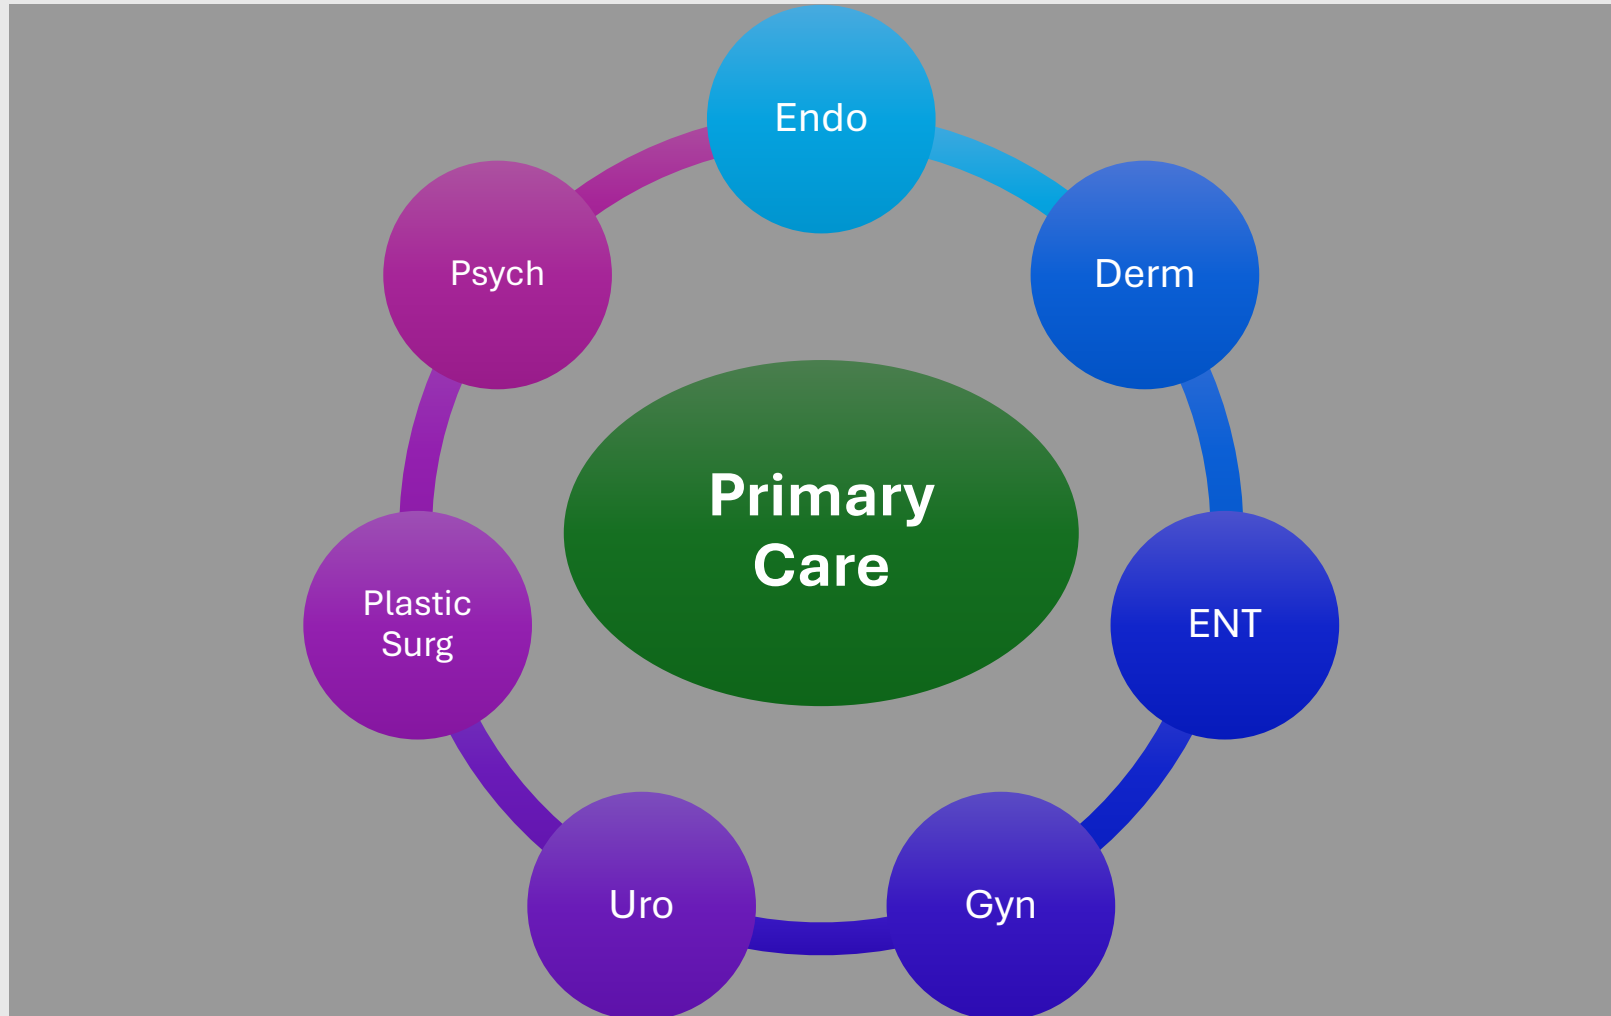 Endo
Derm
ENT
Gyn
Uro
Plastic
Surg
Psych
Primary
Care